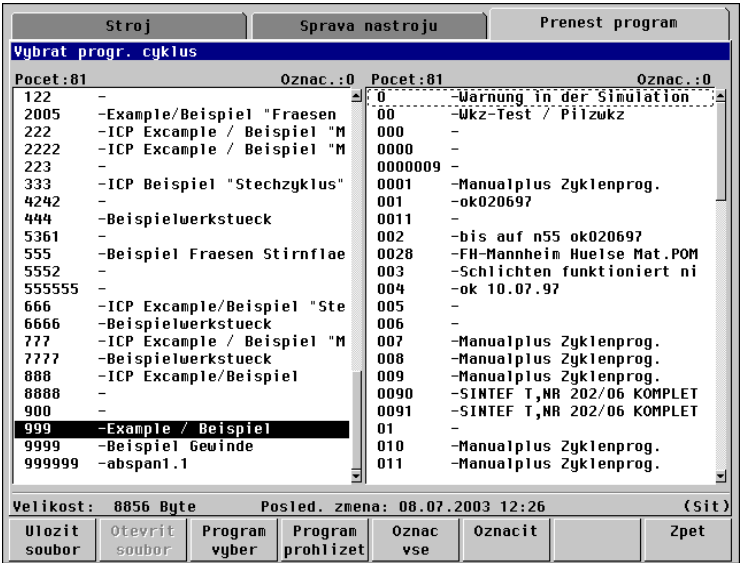 Stroj
Sprava nastroju
Prenest program
Vybrat progr. cyklus
Pocet:81 Oznac.:0
122 -
2005 -Example/Beispiel "Fraesen
222 -ICP Excample / Beispiel "M
2222 -ICP Excample / Beispiel "M
223 -
333 -ICP Beispiel "Stechzyklus"
4242 -
444 -Beispielwerkstueck
5361 -
555 -Beispiel Fraesen Stirnflae
5552 -
555555 -
666 -ICP Excample/Beispiel "Ste
6666 -Beispielwerkstueck
777 -ICP Excample / Beispiel "M
7777 -Beispielwerkstueck
888 -ICP Excample/Beispiel
8888 -
900 -
999 -Example / Beispiel
9999 -Beispiel Gewinde
999999 -abspan1.1
Pocet:81 Oznac.:0
0 -Warnung in der Simulation
00 -Wkz-Test / Pilzwkz
000 -
0000 -
0000009 -
0001 -Manualplus Zyklenprog.
001 -ok020697
0011 -
002 -bis auf n55 ok020697
0028 -FH-Mannheim Huelse Mat.POM
003 -Schlichten funktioniert ni
004 -ok 10.07.97
005 -
006 -
007 -Manualplus Zyklenprog.
008 -Manualplus Zyklenprog.
009 -Manualplus Zyklenprog.
0090 -SINTEF T,NR 202/06 KOMPLET
0091 -SINTEF T,NR 202/06 KOMPLET
01 -
010 -Manualplus Zyklenprog.
011 -Manualplus Zyklenprog.
Velikost: 8856 Byte Posled. zmena: 08.07.2003 12:26 (Sit)
Ulozit
soubor
Otevrit
soubor
Program
vyber
Program
prohlizet
Oznac
vse
Oznacit
Zpet